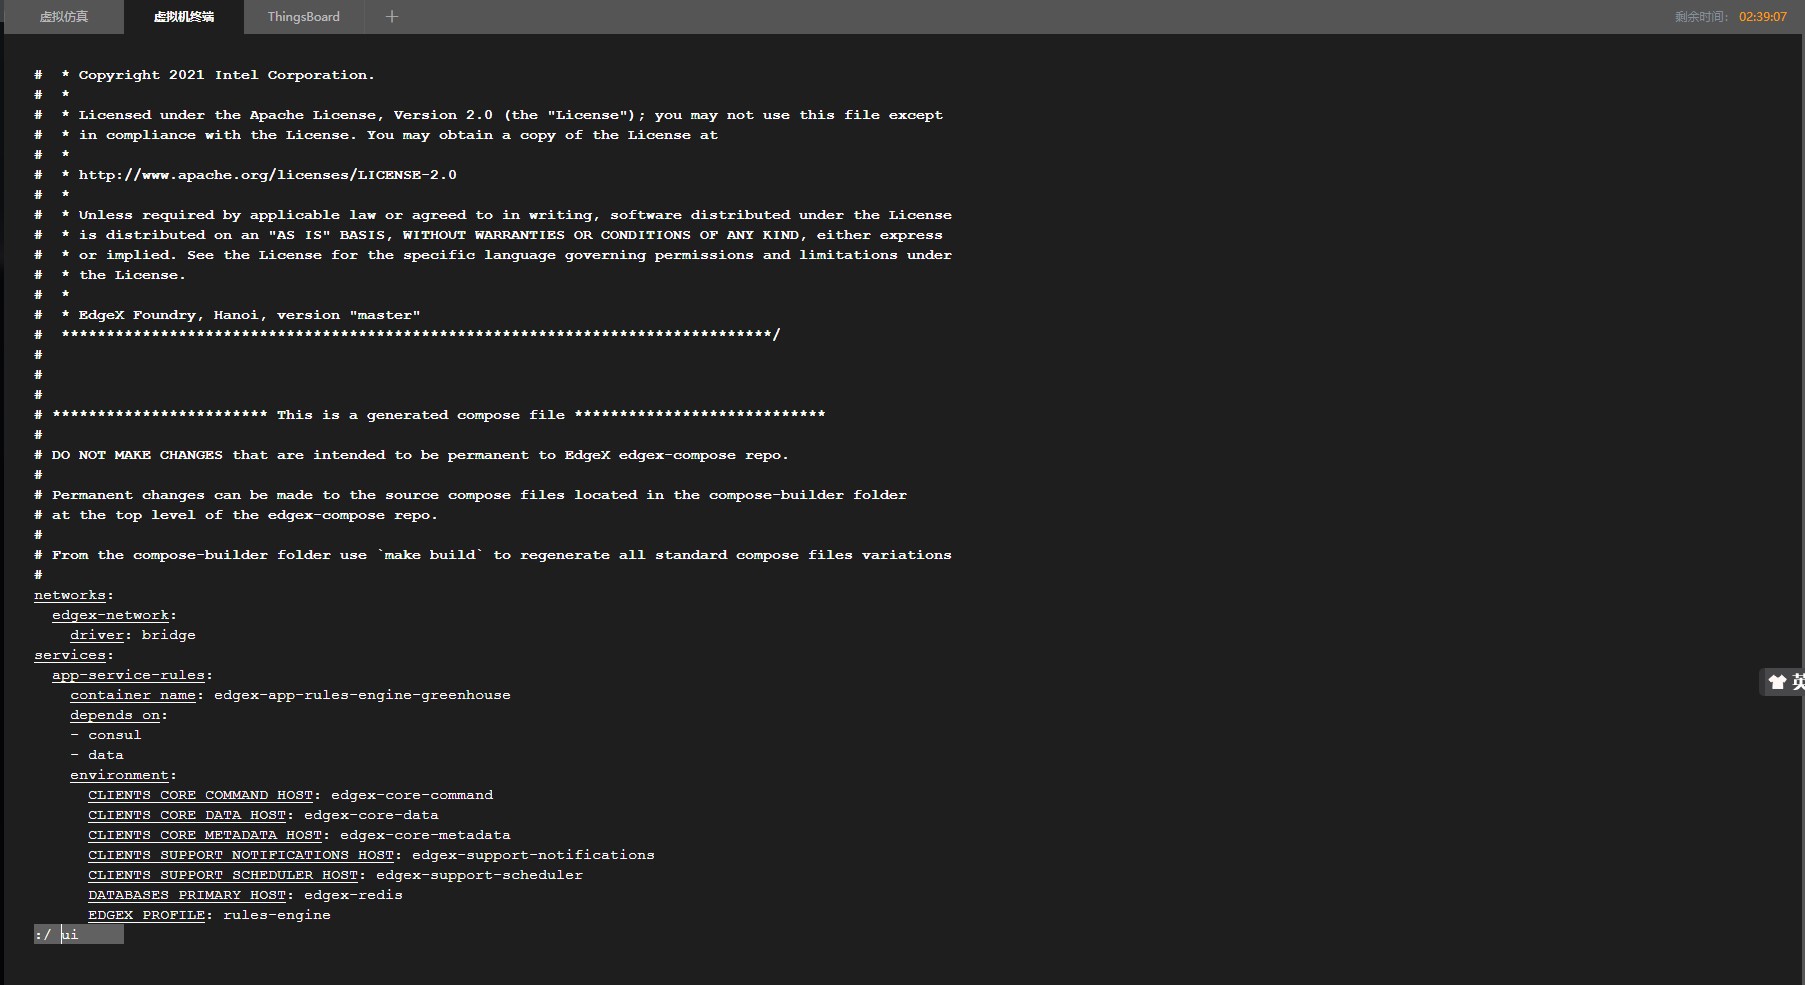 虚拟仿真 虚拟机终端 ThingsBoard + 剩余时间: 02:39:07
#  * Copyright 2021 Intel Corporation.
#  *
#  * Licensed under the Apache License, Version 2.0 (the "License"); you may not use this file except
#  * in compliance with the License. You may obtain a copy of the License at
#  *
#  * http://www.apache.org/licenses/LICENSE-2.0
#  *
#  * Unless required by applicable law or agreed to in writing, software distributed under the License
#  * is distributed on an "AS IS" BASIS, WITHOUT WARRANTIES OR CONDITIONS OF ANY KIND, either express
#  * or implied. See the License for the specific language governing permissions and limitations under
#  * the License.
#  *
#  * EdgeX Foundry, Hanoi, version "master"
#  *******************************************************************************/
#
#
#
# ************************ This is a generated compose file ****************************
#
# DO NOT MAKE CHANGES that are intended to be permanent to EdgeX edgex-compose repo.
#
# Permanent changes can be made to the source compose files located in the compose-builder folder
# at the top level of the edgex-compose repo.
#
# From the compose-builder folder use `make build` to regenerate all standard compose files variations
#
networks:
  edgex-network:
    driver: bridge
services:
  app-service-rules:
    container_name: edgex-app-rules-engine-greenhouse
    depends_on:
    - consul
    - data
    environment:
      CLIENTS_CORE_COMMAND_HOST: edgex-core-command
      CLIENTS_CORE_DATA_HOST: edgex-core-data
      CLIENTS_CORE_METADATA_HOST: edgex-core-metadata
      CLIENTS_SUPPORT_NOTIFICATIONS_HOST: edgex-support-notifications
      CLIENTS_SUPPORT_SCHEDULER_HOST: edgex-support-scheduler
      DATABASES_PRIMARY_HOST: edgex-redis
      EDGEX_PROFILE: rules-engine
:/ ui
英